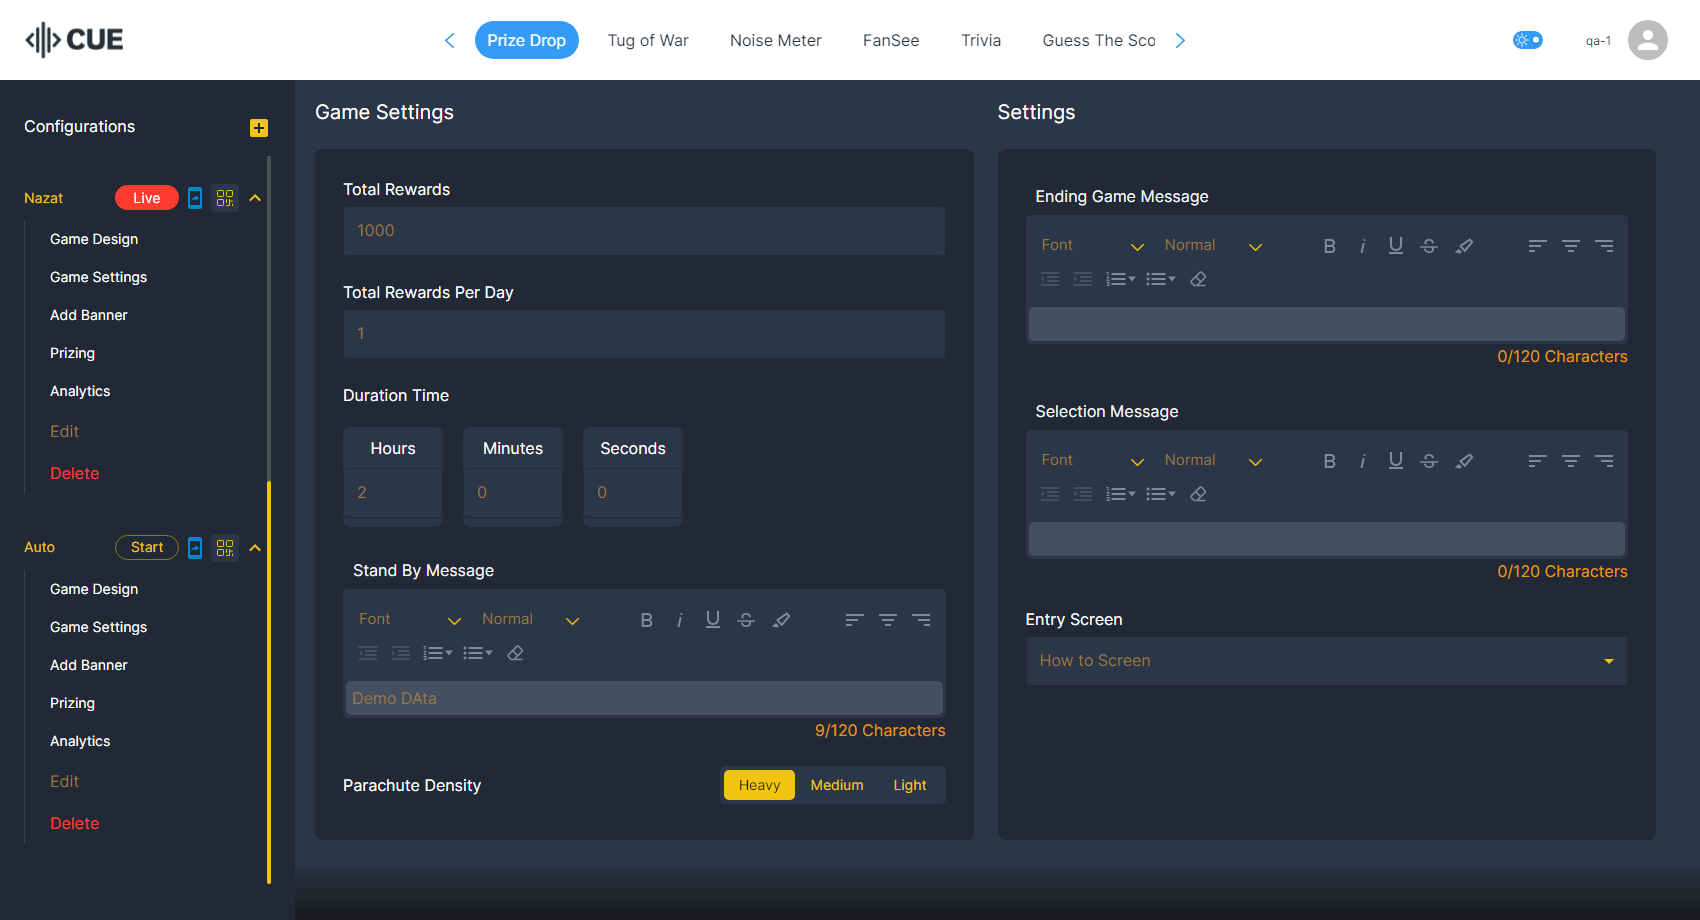 CUE
Prize Drop
Tug of War
Noise Meter
FanSee
Trivia
Guess The Sco
qa-1
Configurations
Nazat
Live
Game Design
Game Settings
Add Banner
Prizing
Analytics
Edit
Delete
Auto
Start
Game Design
Game Settings
Add Banner
Prizing
Analytics
Edit
Delete
Game Settings
Total Rewards
1000
Total Rewards Per Day
1
Duration Time
Hours
Minutes
Seconds
2
0
0
Stand By Message
Font
Normal
Demo DAta
9/120 Characters
Parachute Density
Heavy
Medium
Light
Settings
Ending Game Message
Font
Normal
0/120 Characters
Selection Message
Font
Normal
0/120 Characters
Entry Screen
How to Screen